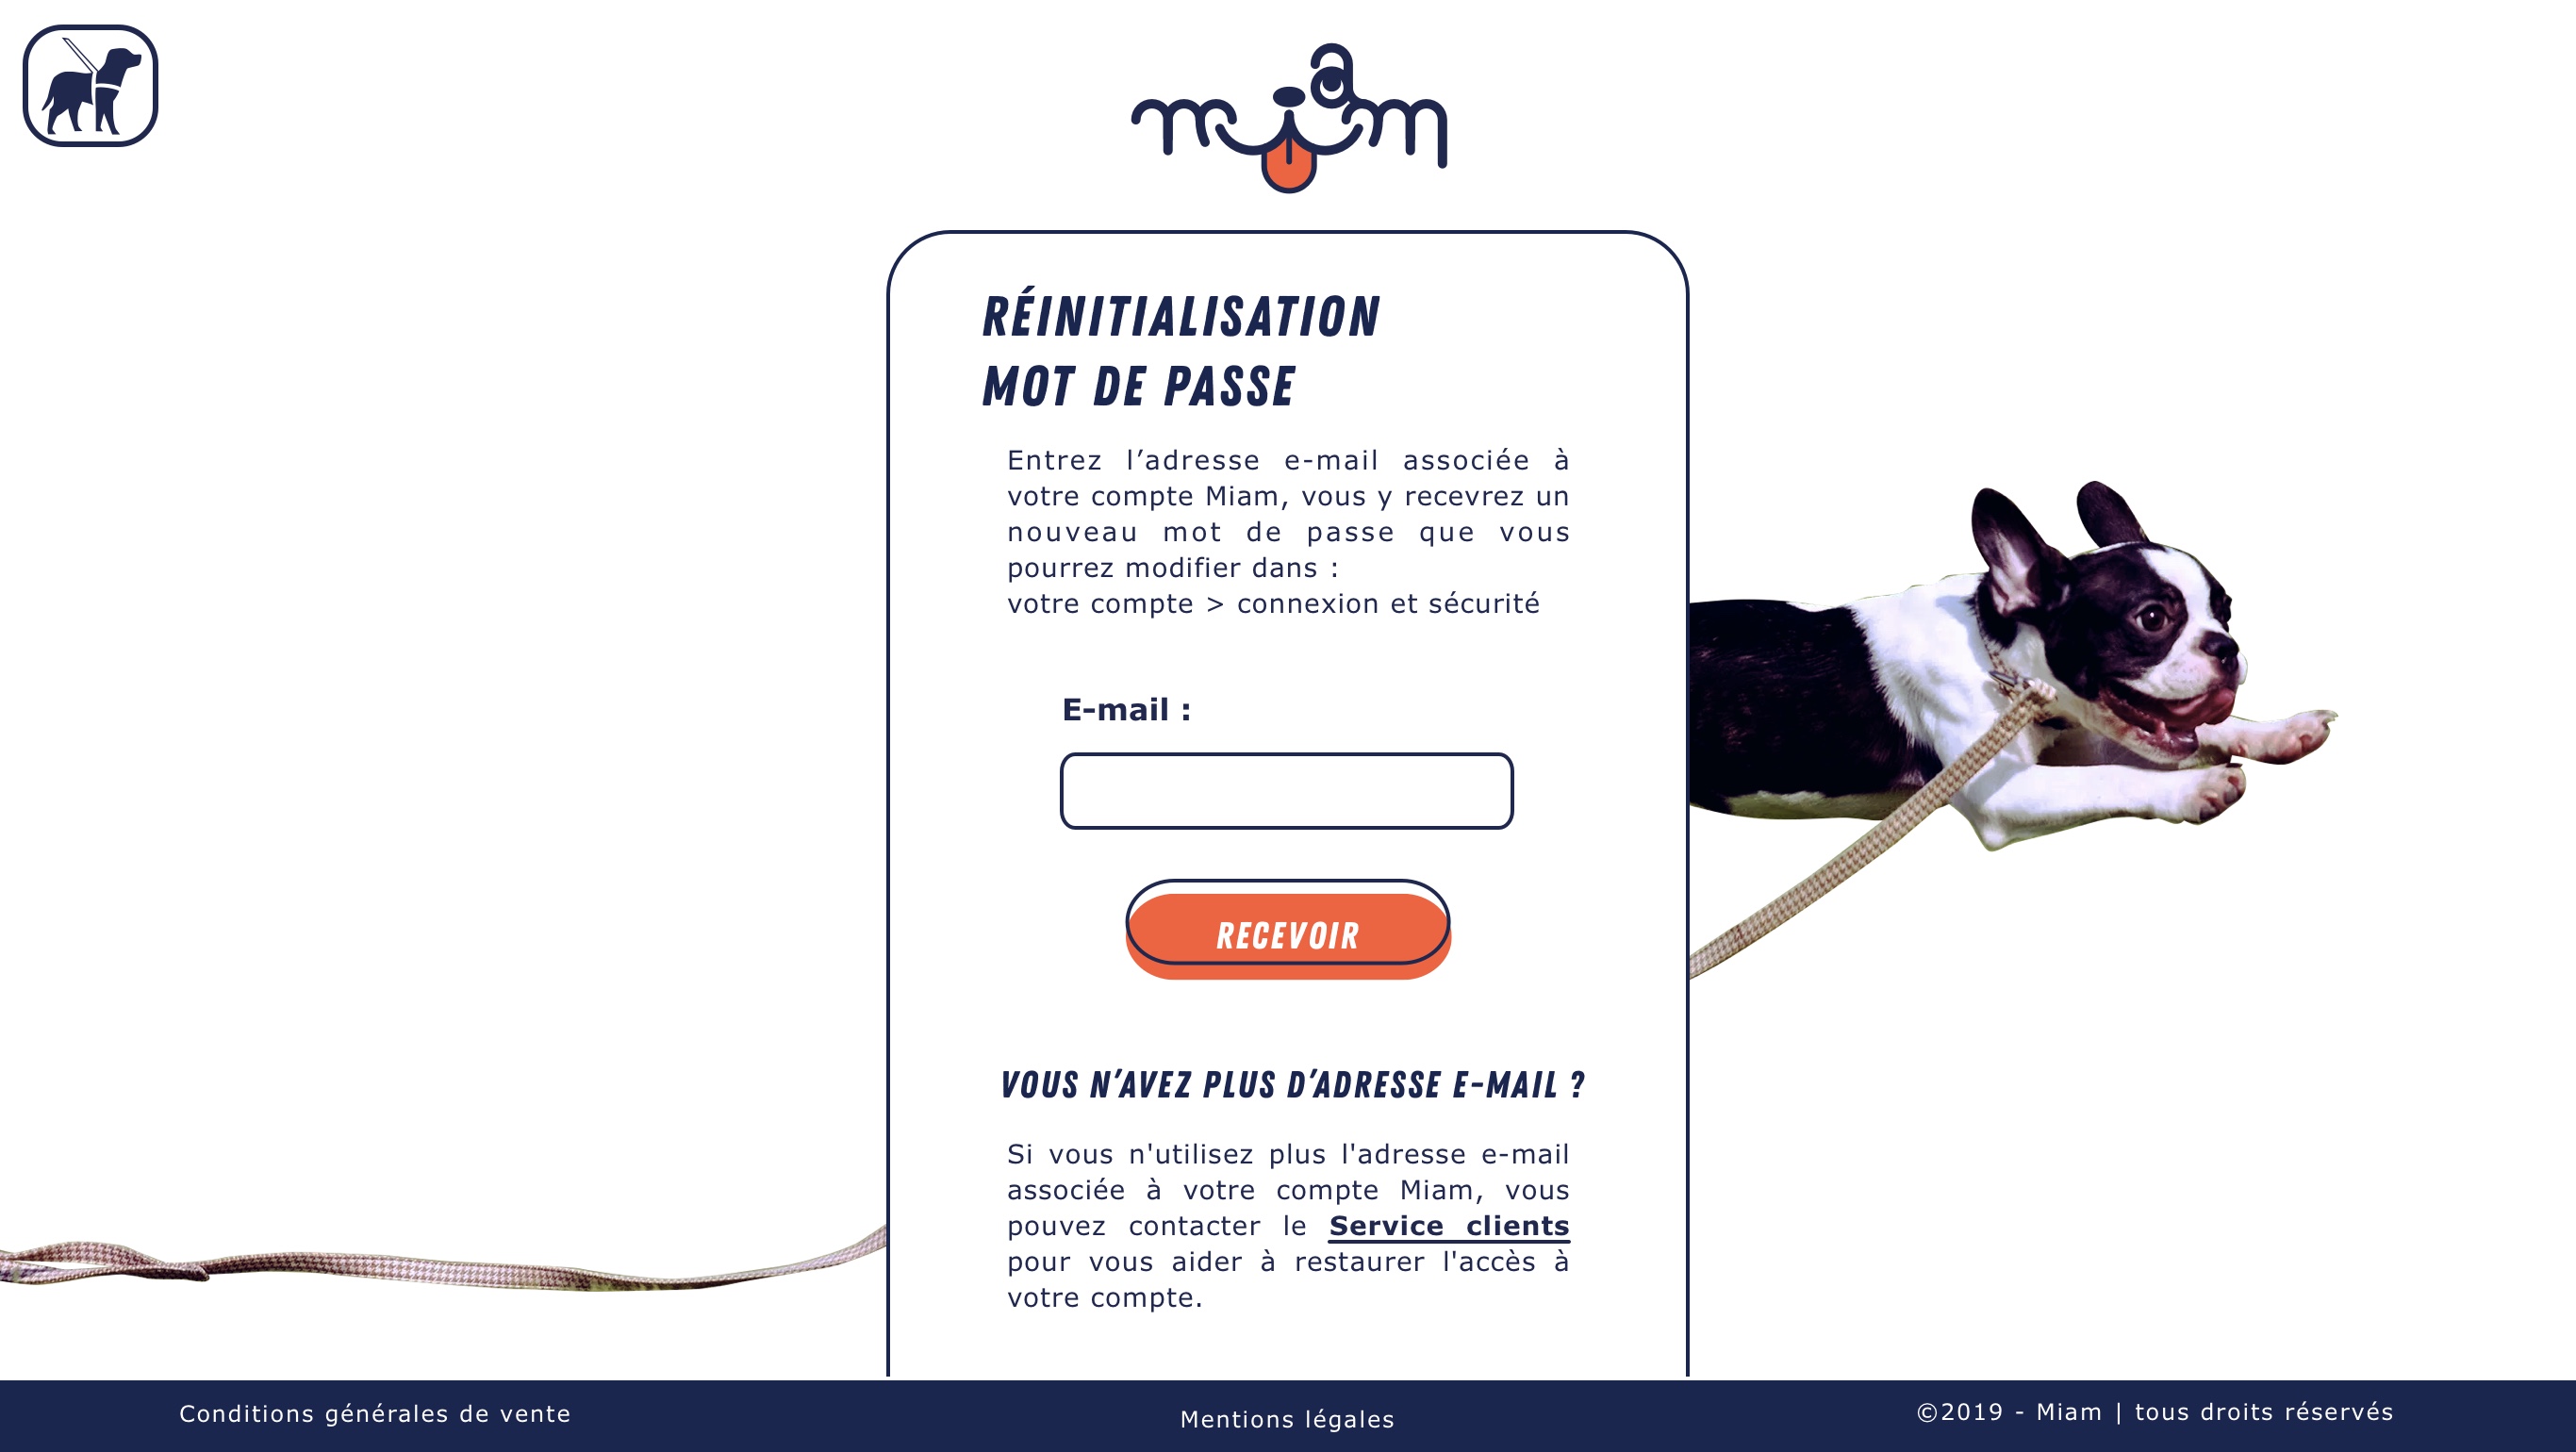 miam
RÉINITIALISATION
MOT DE PASSE
Entrez l’adresse e-mail associée à
votre compte Miam, vous y recevrez un
nouveau mot de passe que vous
pourrez modifier dans :
votre compte > connexion et sécurité
E-mail :
RECEVOIR
VOUS N’AVEZ PLUS D’ADRESSE E-MAIL ?
Si vous n'utilisez plus l'adresse e-mail
associée à votre compte Miam, vous
pouvez contacter le Service clients
pour vous aider à restaurer l'accès à
votre compte.
Conditions générales de vente
Mentions légales
©2019 - Miam | tous droits réservés